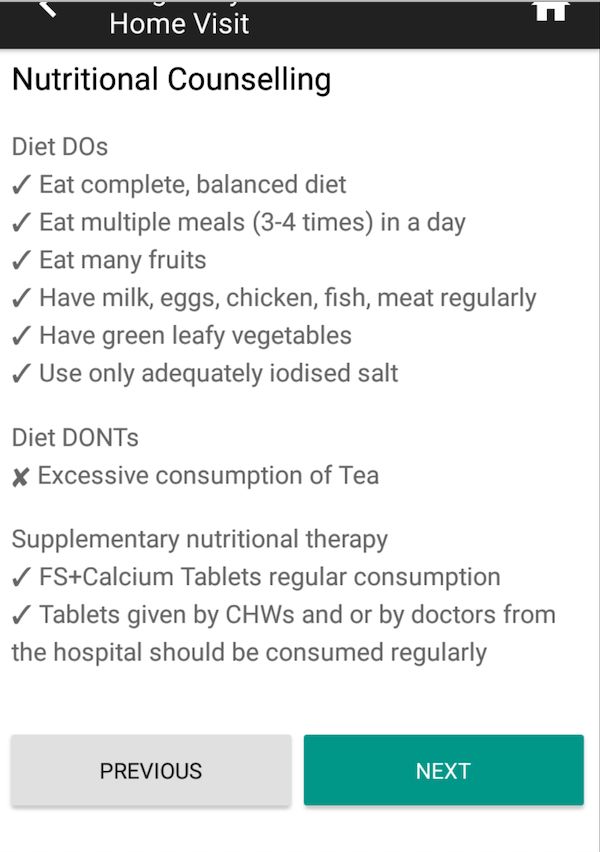 Home Visit
Nutritional Counselling
Diet DOs
✓ Eat complete, balanced diet
✓ Eat multiple meals (3-4 times) in a day
✓ Eat many fruits
✓ Have milk, eggs, chicken, fish, meat regularly
✓ Have green leafy vegetables
✓ Use only adequately iodised salt
Diet DONTs
✘ Excessive consumption of Tea
Supplementary nutritional therapy
✓ FS+Calcium Tablets regular consumption
✓ Tablets given by CHWs and or by doctors from
the hospital should be consumed regularly
PREVIOUS
NEXT